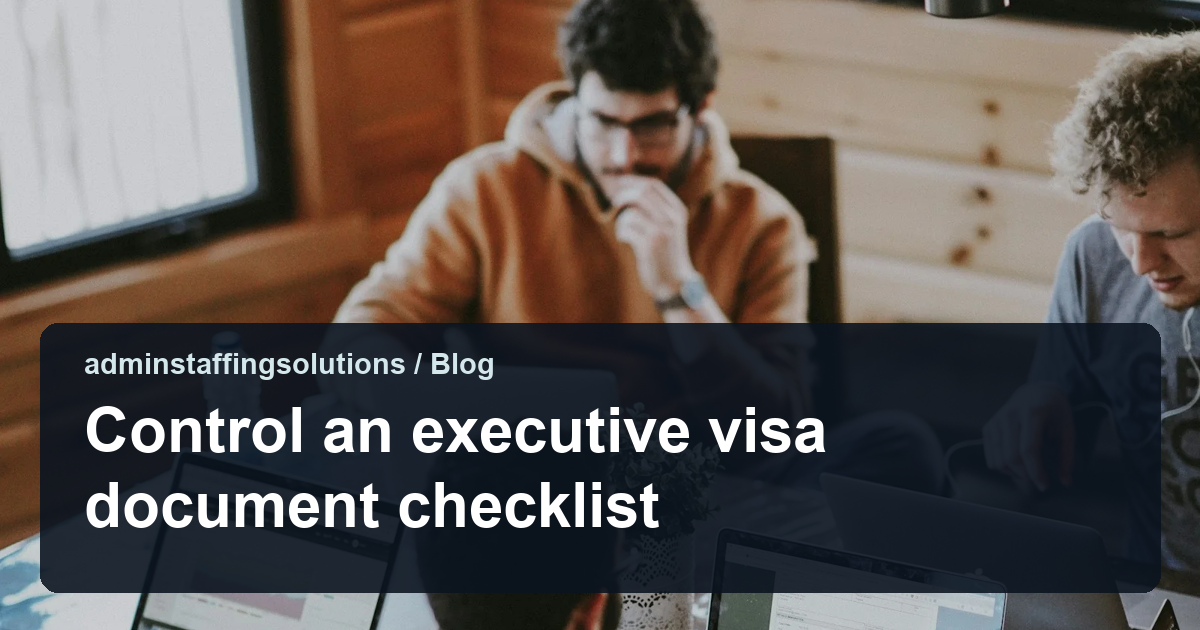 adminstaffingsolutions / Blog
Control an executive visa
document checklist